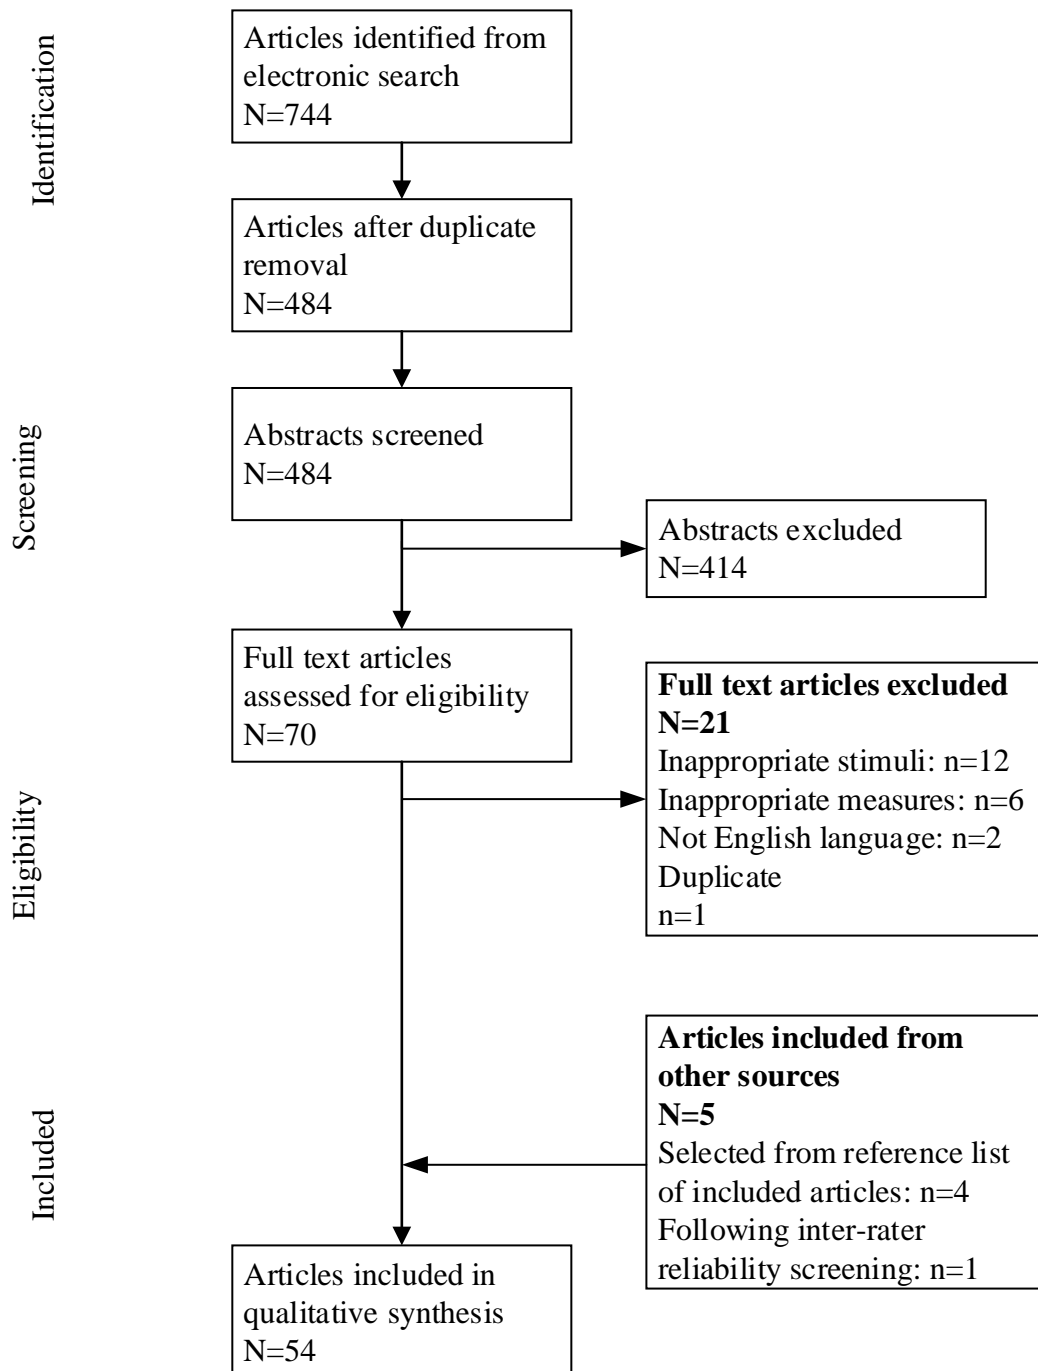 Identification
Articles identified from
electronic search
N=744
Articles after duplicate
removal
N=484
Screening
Abstracts screened
N=484
Abstracts excluded
N=414
Eligibility
Full text articles
assessed for eligibility
N=70
Full text articles excluded
N=21
Inappropriate stimuli: n=12
Inappropriate measures: n=6
Not English language: n=2
Duplicate
n=1
Included
Articles included from
other sources
N=5
Selected from reference list
of included articles: n=4
Following inter-rater
reliability screening: n=1
Articles included in
qualitative synthesis
N=54